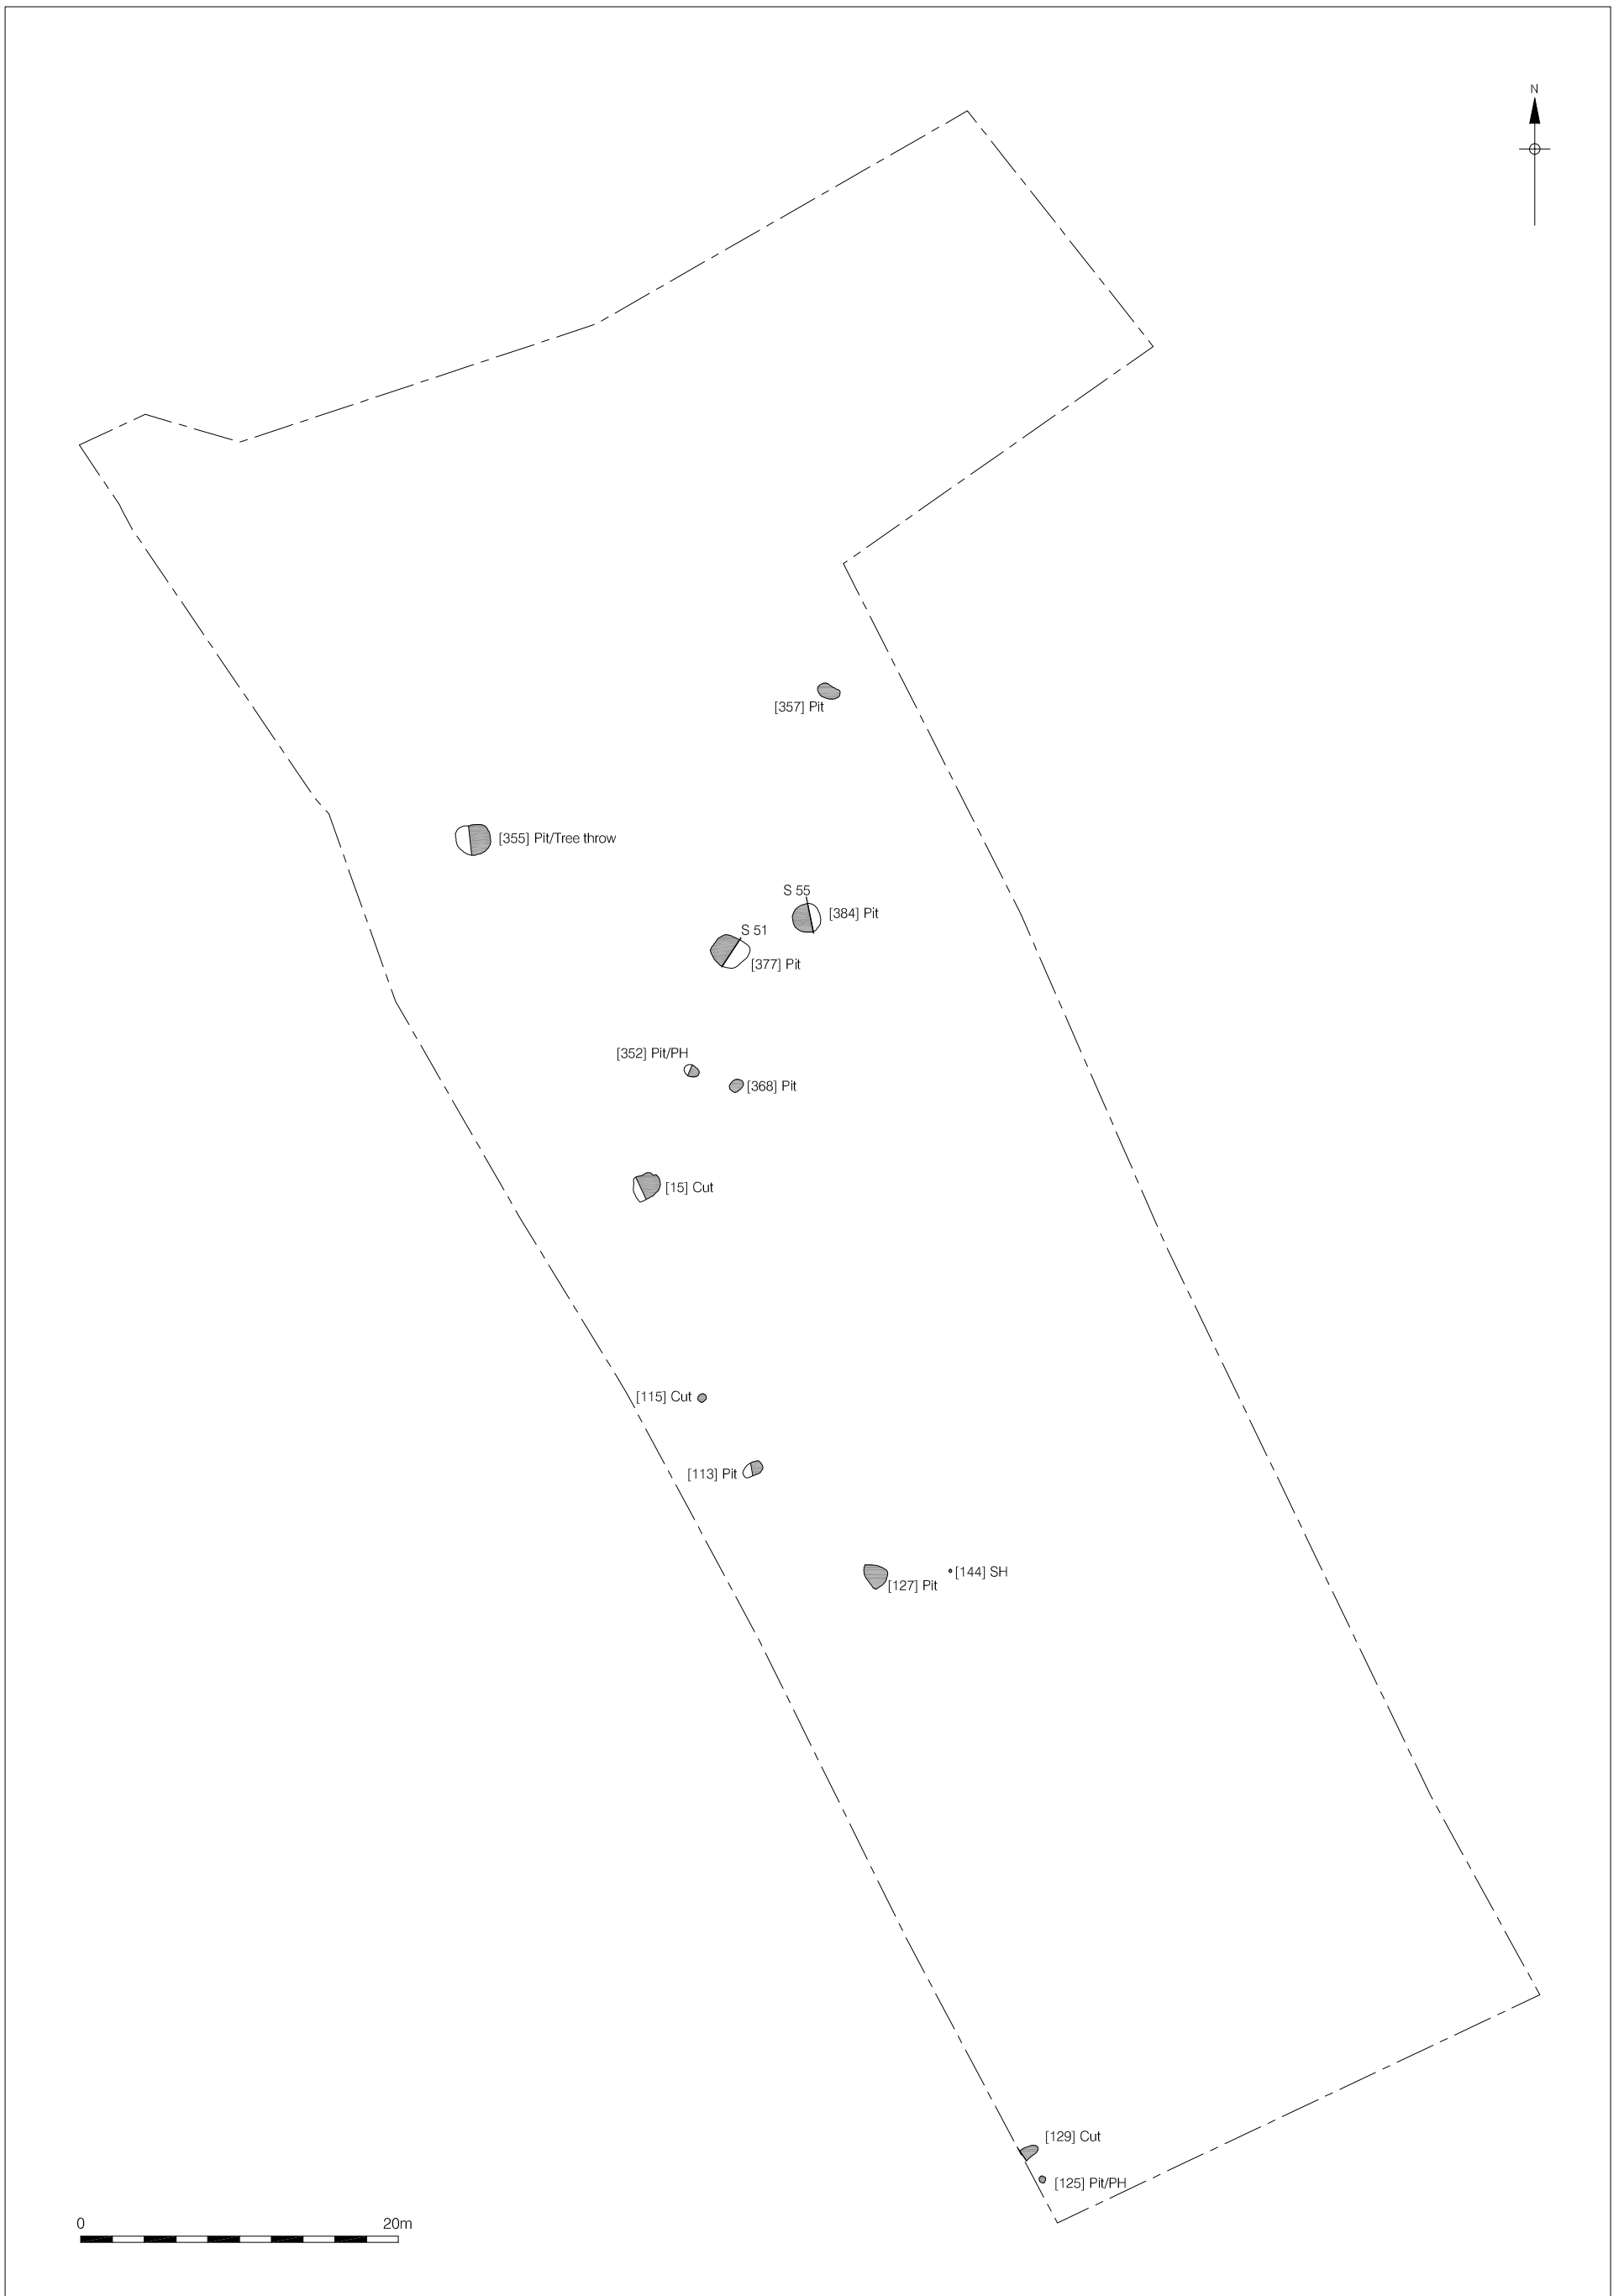 N
[357] Pit
[355] Pit/Tree throw
S 55
[384] Pit
S 51
[377] Pit
[352] Pit/PH
[368] Pit
[15] Cut
[115] Cut
[113] Pit
[144] SH
[127] Pit
[129] Cut
[125] Pit/PH
0 20m